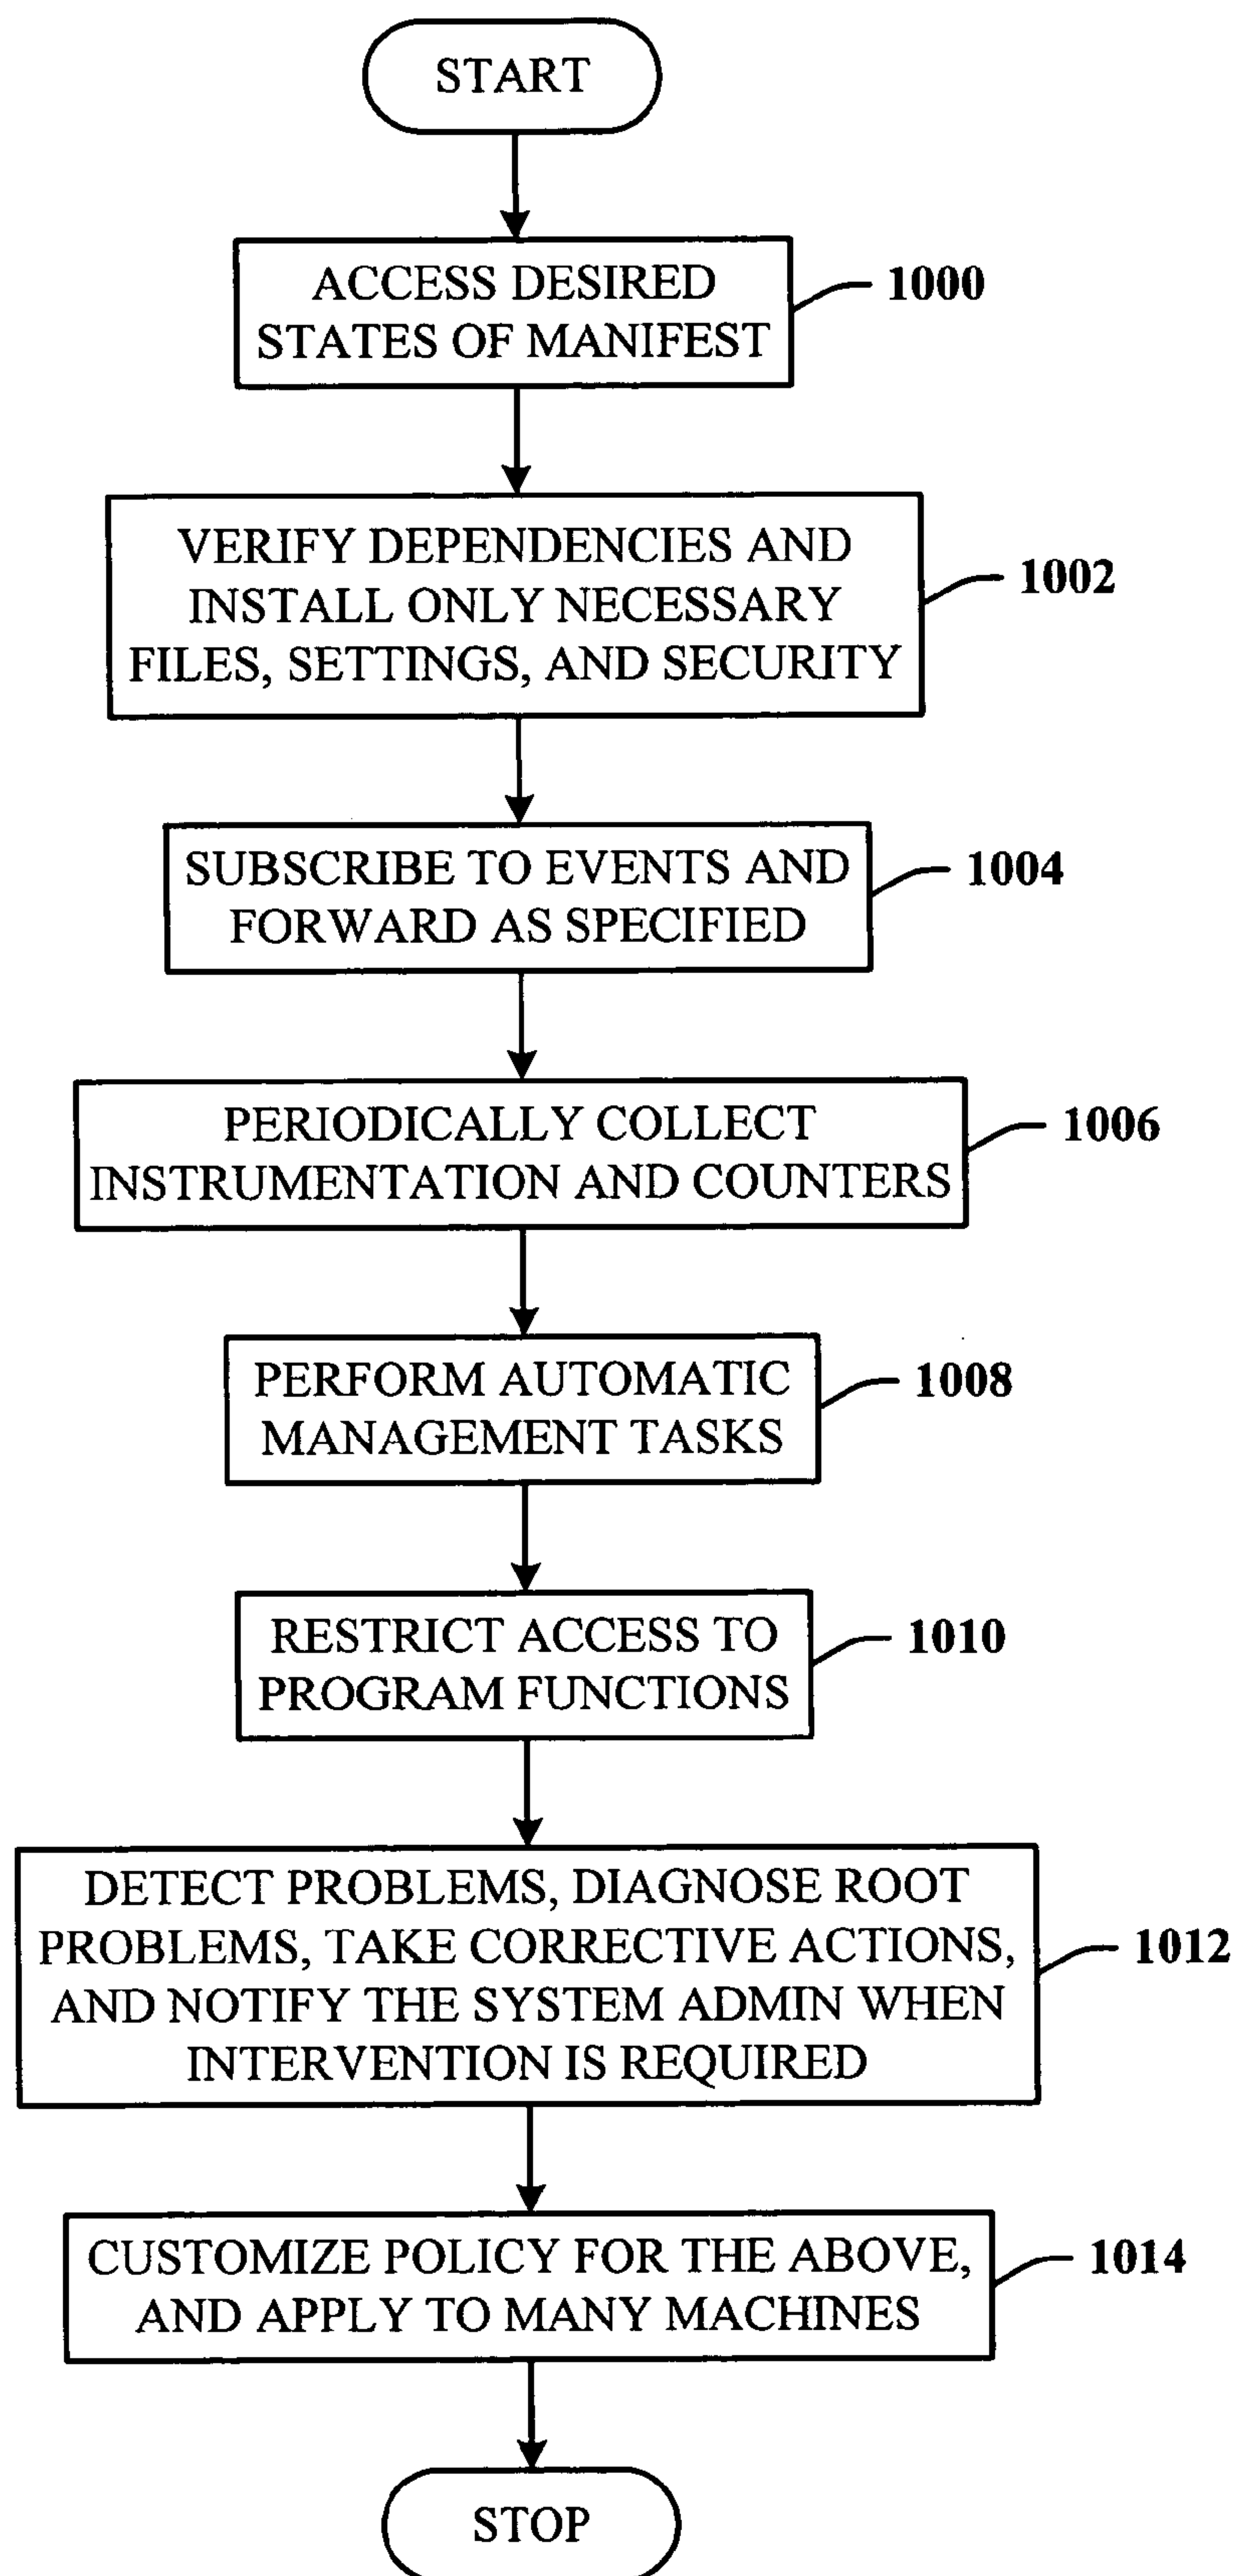 START
ACCESS DESIRED
STATES OF MANIFEST
1000
VERIFY DEPENDENCIES AND
INSTALL ONLY NECESSARY
FILES, SETTINGS, AND SECURITY
1002
SUBSCRIBE TO EVENTS AND
FORWARD AS SPECIFIED
1004
PERIODICALLY COLLECT
INSTRUMENTATION AND COUNTERS
1006
PERFORM AUTOMATIC
MANAGEMENT TASKS
1008
RESTRICT ACCESS TO
PROGRAM FUNCTIONS
1010
DETECT PROBLEMS, DIAGNOSE ROOT
PROBLEMS, TAKE CORRECTIVE ACTIONS,
AND NOTIFY THE SYSTEM ADMIN WHEN
INTERVENTION IS REQUIRED
1012
CUSTOMIZE POLICY FOR THE ABOVE,
AND APPLY TO MANY MACHINES
1014
STOP